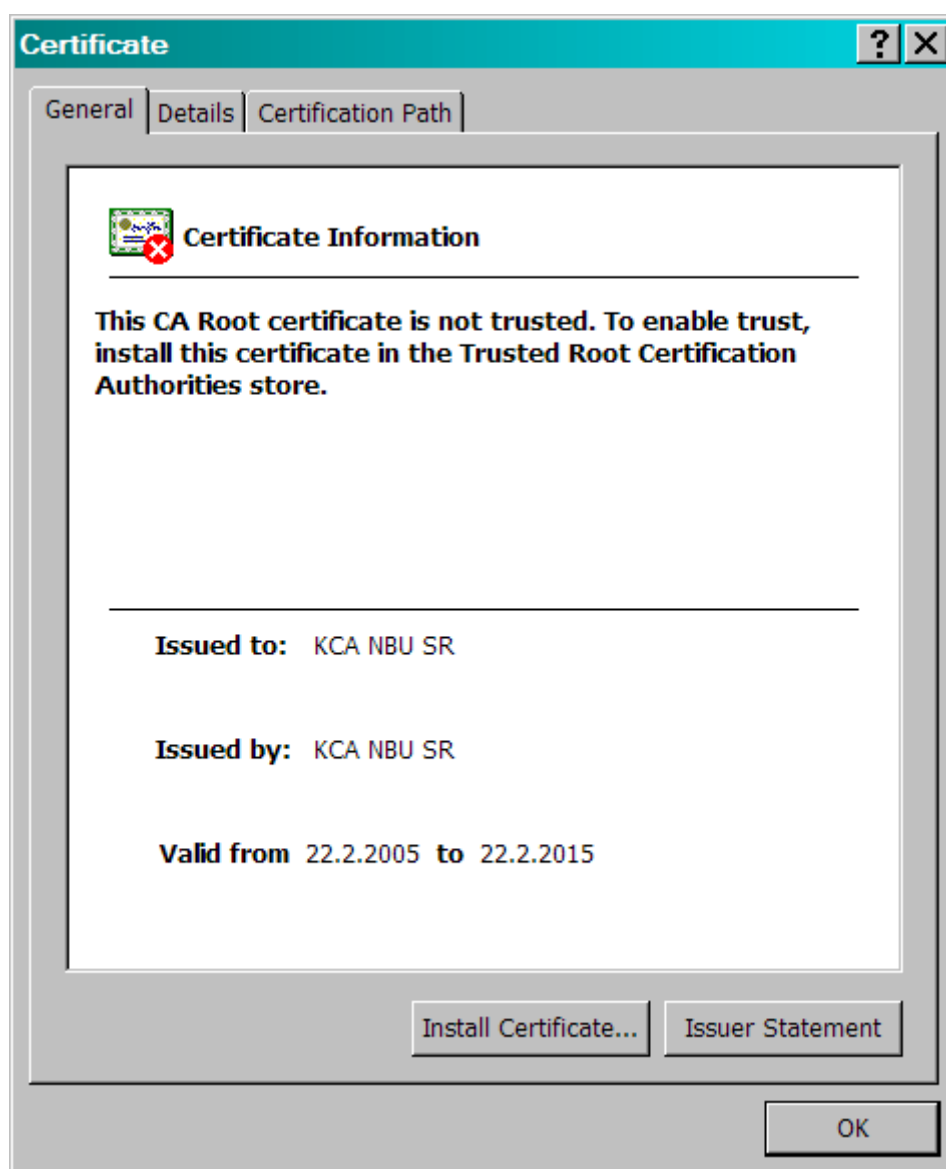 Certificate
General Details Certification Path
Certificate Information
This CA Root certificate is not trusted. To enable trust,
install this certificate in the Trusted Root Certification
Authorities store.
Issued to: KCA NBU SR
Issued by: KCA NBU SR
Valid from 22.2.2005 to 22.2.2015
Install Certificate... Issuer Statement
OK